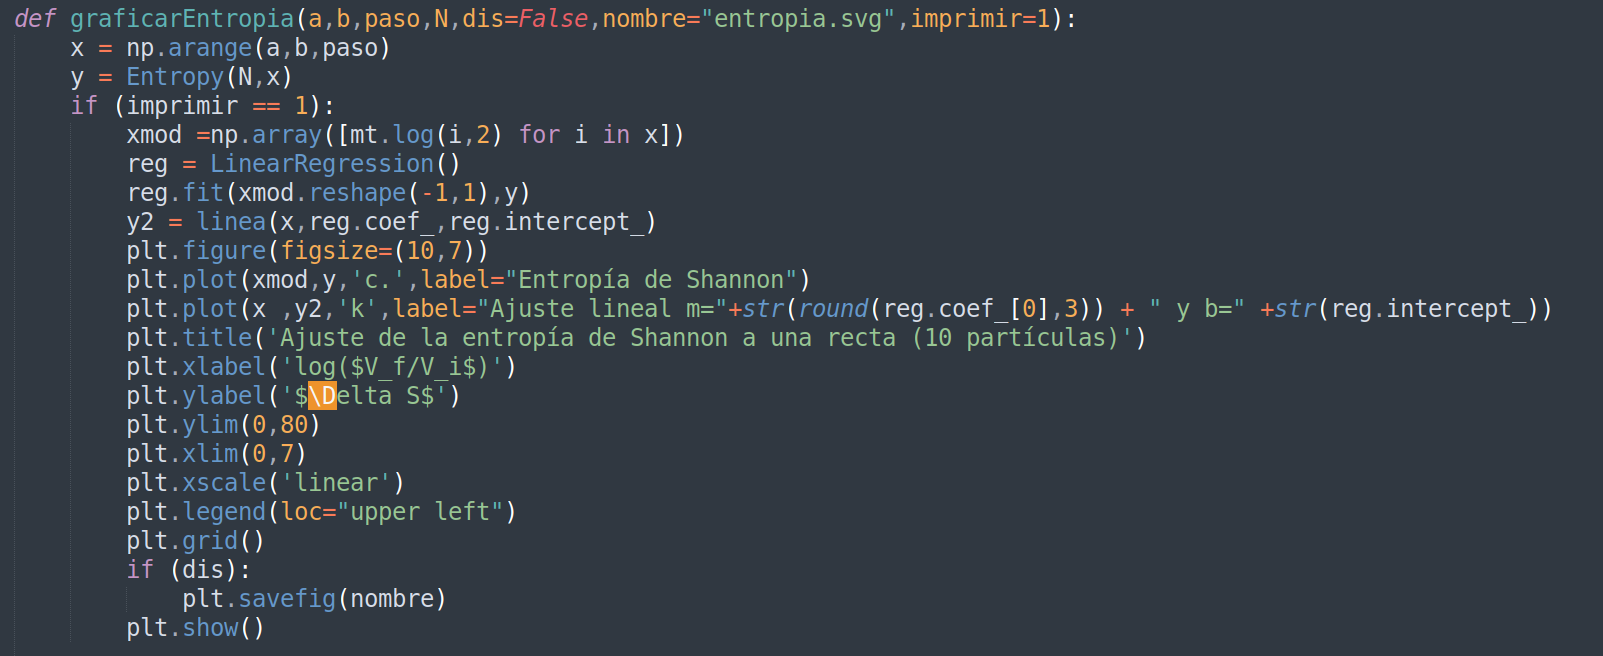 def graficarEntropia(a,b,paso,N,dis=False,nombre="entropia.svg",imprimir=1):
    x = np.arange(a,b,paso)
    y = Entropy(N,x)
    if (imprimir == 1):
        xmod =np.array([mt.log(i,2) for i in x])
        reg = LinearRegression()
        reg.fit(xmod.reshape(-1,1),y)
        y2 = linea(x,reg.coef_,reg.intercept_)
        plt.figure(figsize=(10,7))
        plt.plot(xmod,y,'c.',label="Entropía de Shannon")
        plt.plot(x ,y2,'k',label="Ajuste lineal m="+str(round(reg.coef_[0],3)) + " y b=" +str(reg.intercept_))
        plt.title('Ajuste de la entropía de Shannon a una recta (10 partículas)')
        plt.xlabel('log($V_f/V_i$)')
        plt.ylabel('$\Delta S$')
        plt.ylim(0,80)
        plt.xlim(0,7)
        plt.xscale('linear')
        plt.legend(loc="upper left")
        plt.grid()
        if (dis):
            plt.savefig(nombre)
        plt.show()